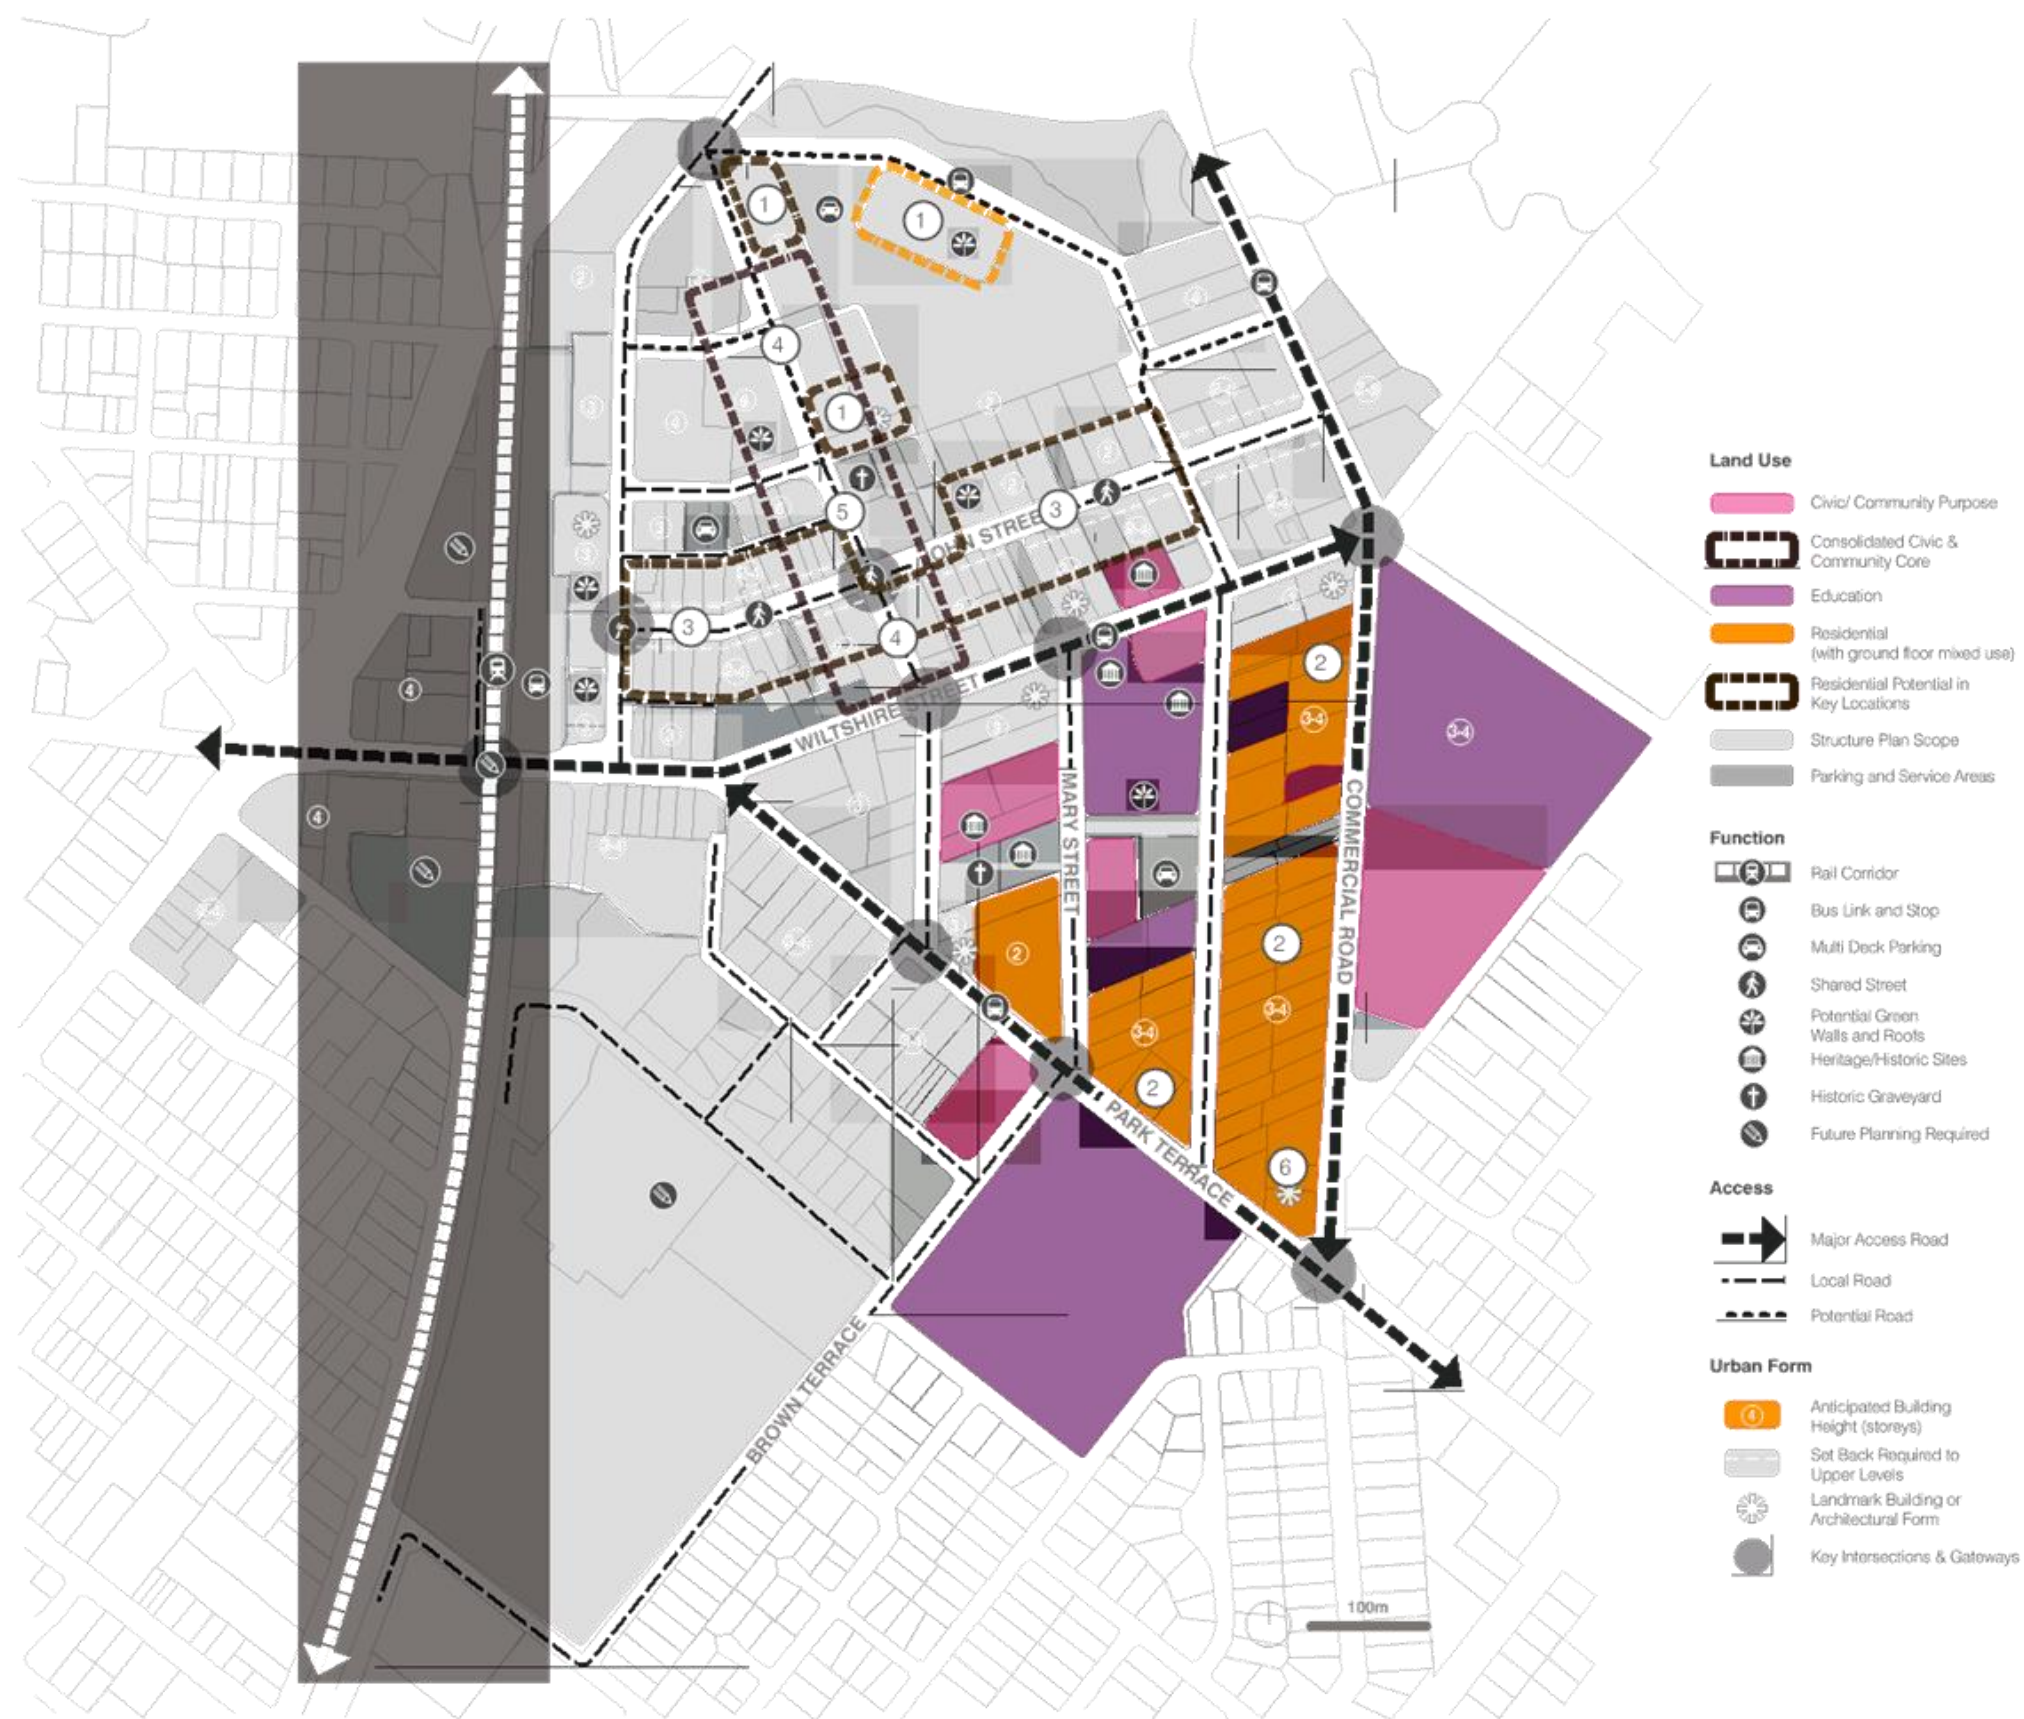 1
1
4
1
4
5
3
JOHN STREET
2
3
4
4
WILTSHIRE STREET
2
3-4
3-4
MARY STREET
COMMERCIAL ROAD
4
2
2
3-4
3-4
2
PARK TERRACE
6
BROWN TERRACE
100m
Land Use
Civic/ Community Purpose
Consolidated Civic &
Community Core
Education
Residential
(with ground floor mixed use)
Residential Potential in
Key Locations
Structure Plan Scope
Parking and Service Areas
Function
Rail Corridor
Bus Link and Stop
Multi Deck Parking
Shared Street
Potential Green
Walls and Roofs
Heritage/Historic Sites
Historic Graveyard
Future Planning Required
Access
Major Access Road
Local Road
Potential Road
Urban Form
4
Anticipated Building
Height (storeys)
Set Back Required to
Upper Levels
Landmark Building or
Architectural Form
Key Intersections & Gateways